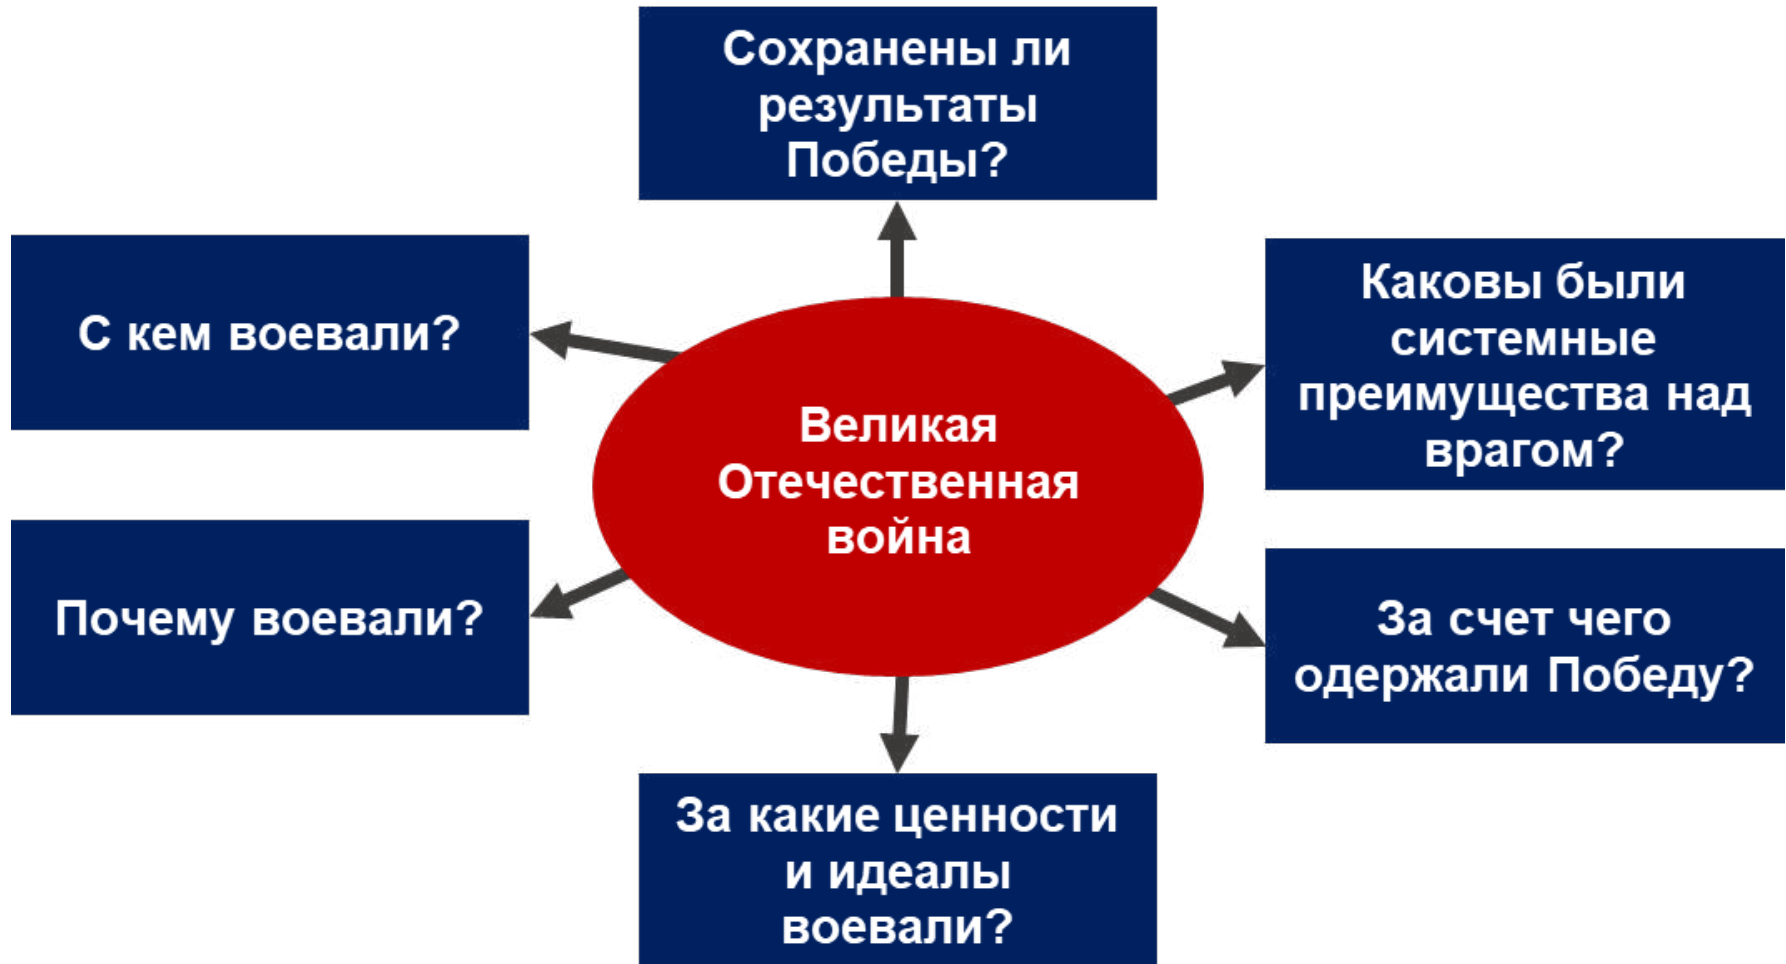 Сохранены ли
результаты
Победы?
С кем воевали?
Каковы были
системные
преимущества над
врагом?
Великая
Отечественная
война
Почему воевали?
За счет чего
одержали Победу?
За какие ценности
и идеалы
воевали?